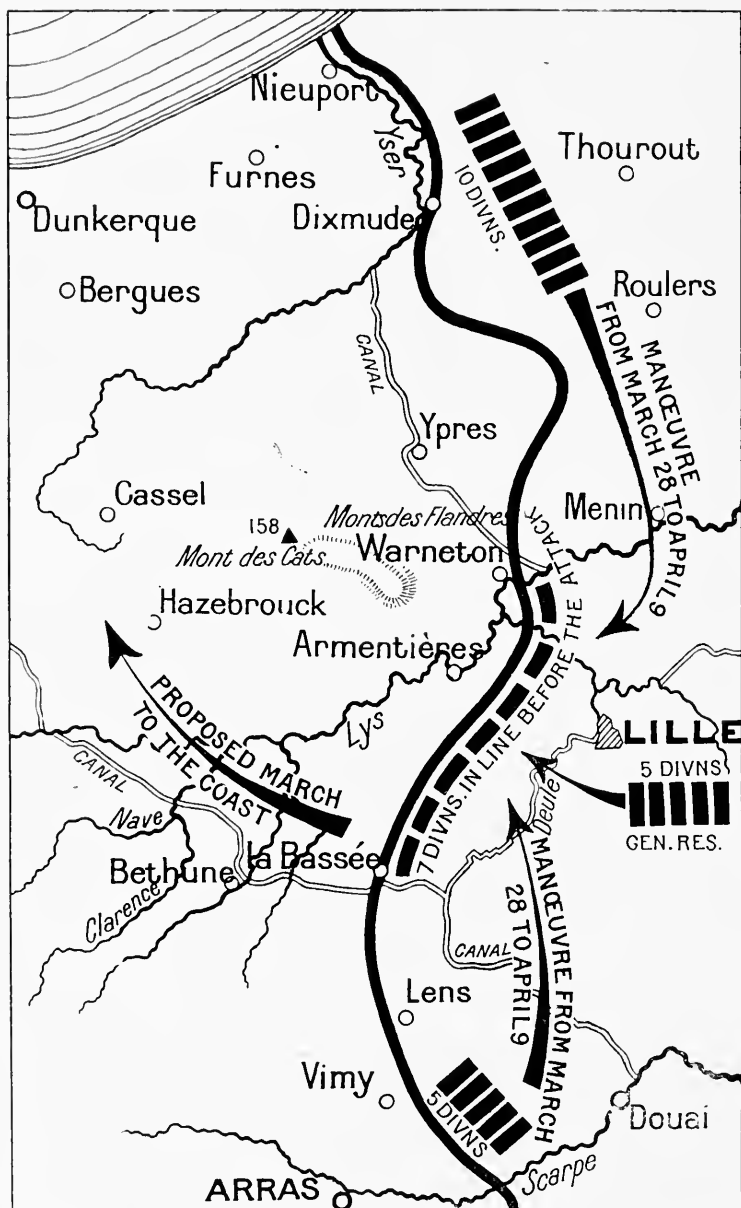 Nieuport
Yser
Furnes
Thourout
Dunkerque
Dixmude
10 DIVNS.
Bergues
Roulers
CANAL
MANŒUVRE
FROM MARCH 28 TO APRIL 9
Ypres
Cassel
158
Monts des Flandres
Menin
Mont des Cats
Warneton
Hazebrouck
Armentières
7 DIVNS. IN LINE BEFORE THE ATTACK
Lys
PROPOSED MARCH
TO THE COAST
LILLE
5 DIVNS
GEN. RES.
CANAL
Nave
Deule
la Bassée
Bethune
Clarence
MANŒUVRE FROM MARCH
28 TO APRIL 9
CANAL
Lens
Vimy
5 DIVNS
Douai
Scarpe
ARRAS